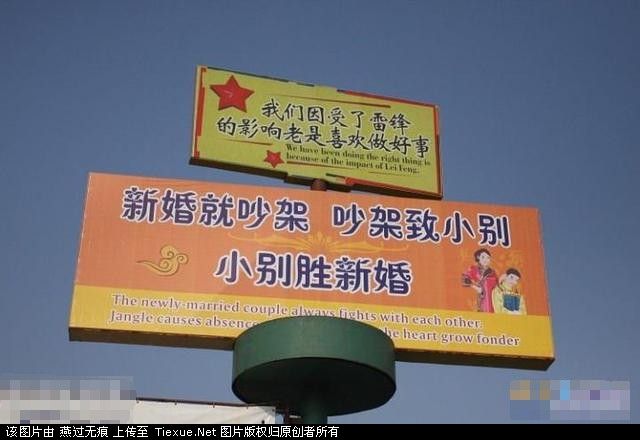 我们因受了雷锋
的影响老是喜欢做好事
We have been doing the right thing is
because of the impact of Lei Feng.
新婚就吵架 吵架致小别
小别胜新婚
The newly-married couple always fights with each other.
Jangle causes absence the heart grow fonder
该图片由 燕过无痕 上传至 Tiexue.Net 图片版权归原创者所有